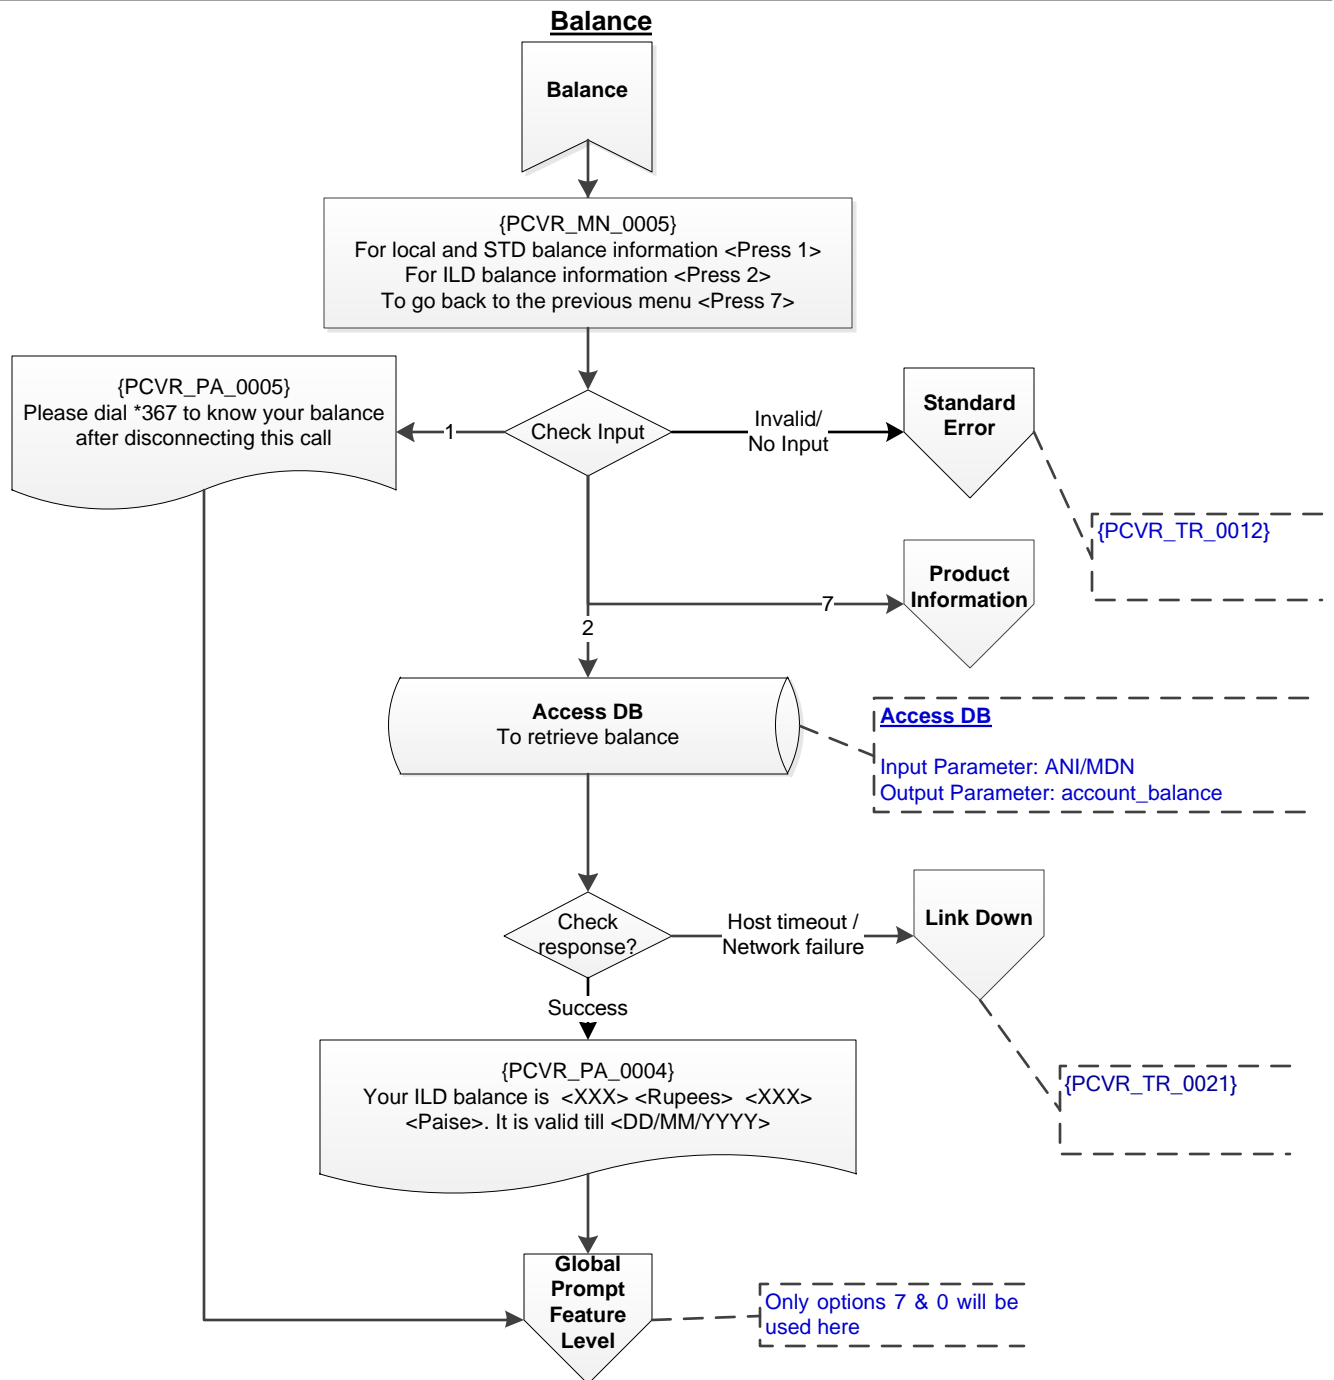 Balance
Balance
{PCVR_MN_0005}
For local and STD balance information <Press 1>
For ILD balance information <Press 2>
To go back to the previous menu <Press 7>
{PCVR_PA_0005}
Please dial *367 to know your balance
after disconnecting this call
1
Check Input
Invalid/
No Input
Standard
Error
{PCVR_TR_0012}
Product
Information
7
2
Access DB
To retrieve balance
Access DB
Input Parameter: ANI/MDN
Output Parameter: account_balance
Check
response?
Host timeout /
Network failure
Link Down
Success
{PCVR_PA_0004}
Your ILD balance is  <XXX> <Rupees>  <XXX>
<Paise>. It is valid till <DD/MM/YYYY>
{PCVR_TR_0021}
Global
Prompt
Feature
Level
Only options 7 & 0 will be
used here